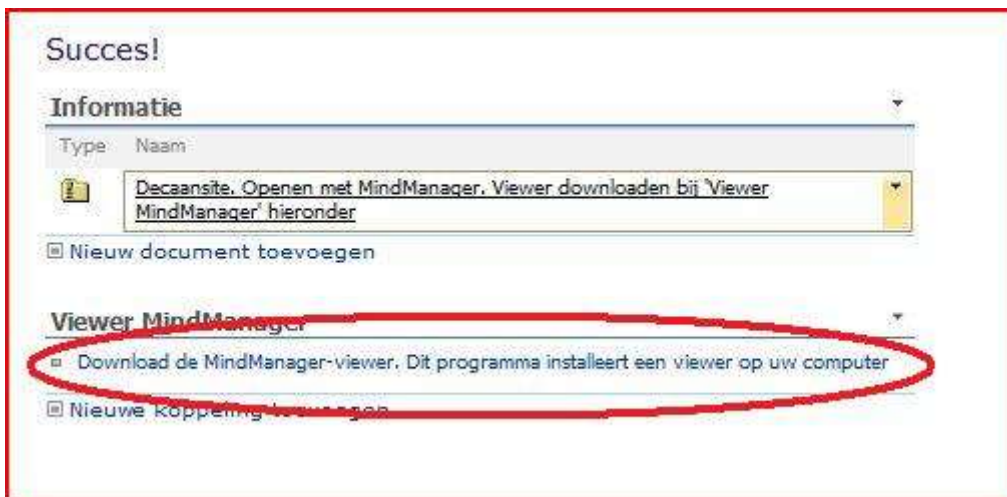 Succes!
Informatie
Type Naam
Decaansite. Openen met MindManager. Viewer downloaden bij 'Viewer
MindManager' hieronder
Nieuw document toevoegen
Viewer MindManager
Download de MindManager-viewer. Dit programma installeert een viewer op uw computer
Nieuwe koppeling toevoegen